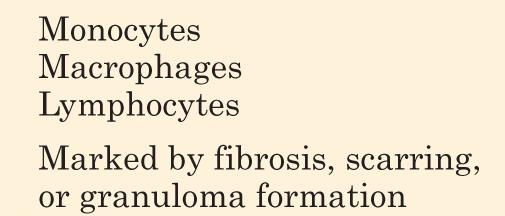 Monocytes
Macrophages
Lymphocytes
Marked by fibrosis, scarring,
or granuloma formation